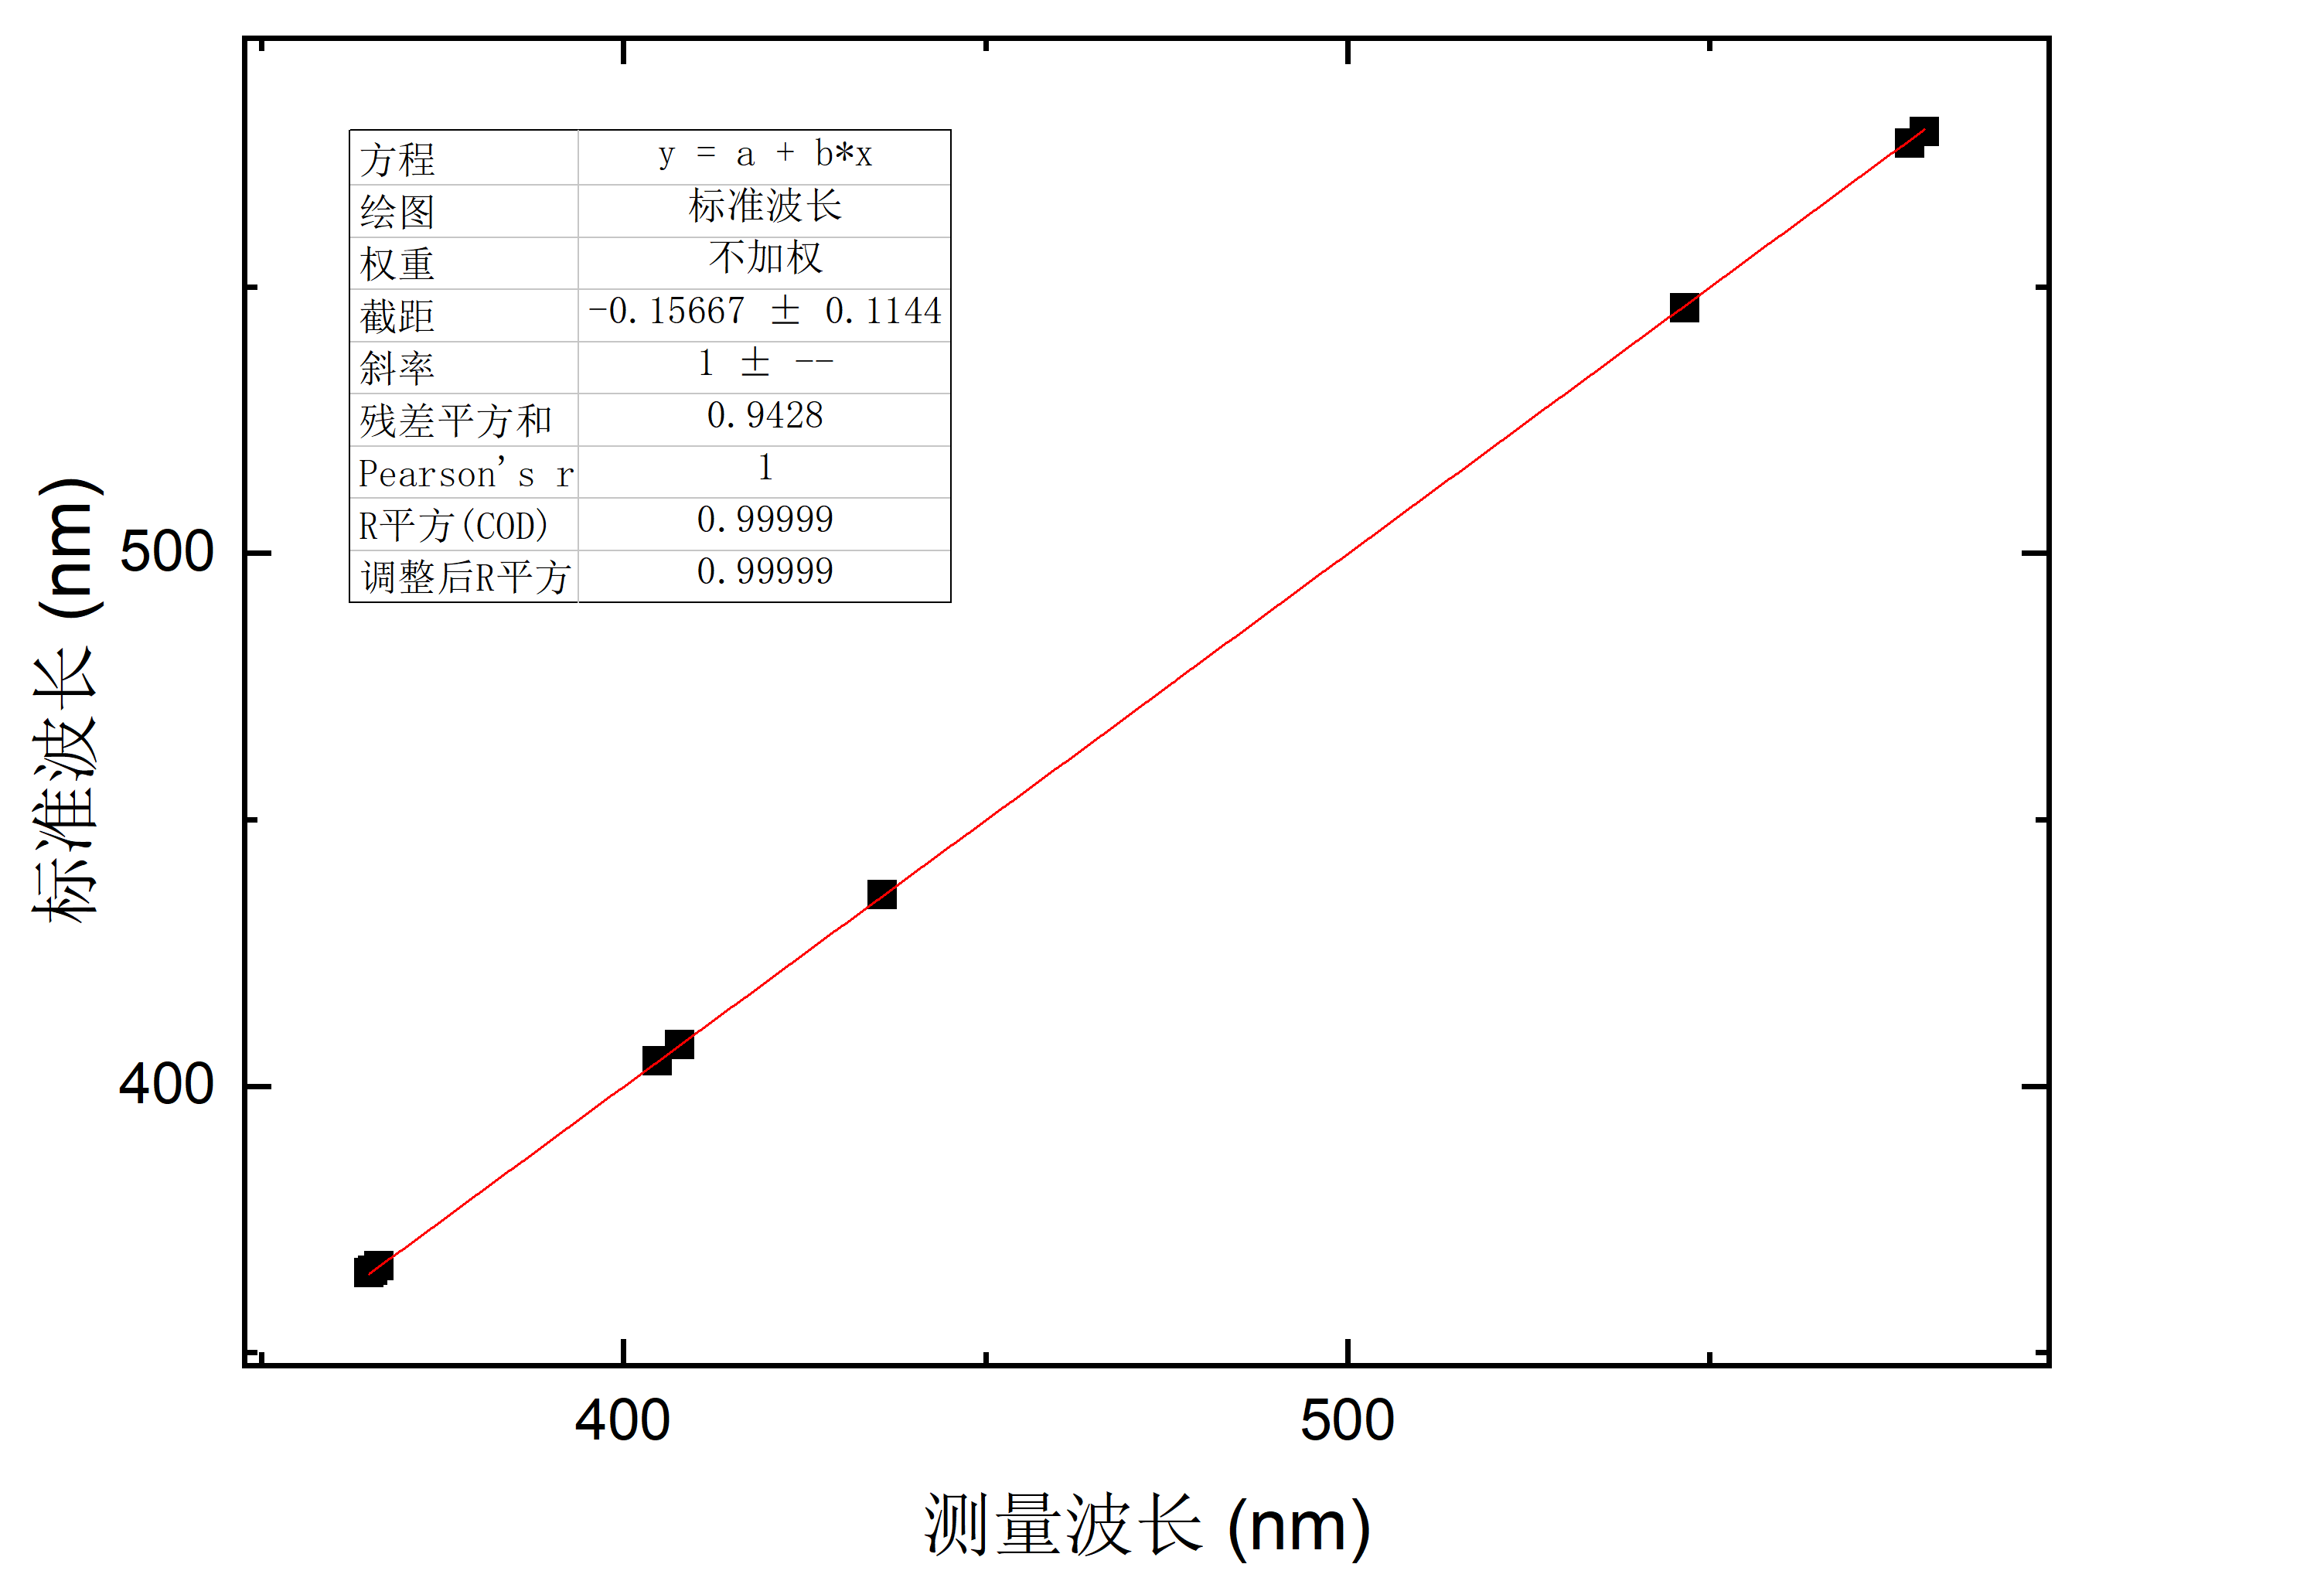 方程 y = a + b*x
绘图 标准波长
权重 不加权
截距 -0.15667 ± 0.1144
斜率 1 ± --
残差平方和 0.9428
Pearson's r 1
R平方(COD) 0.99999
调整后R平方 0.99999
标准波长 (nm)
500
400
400 500
测量波长 (nm)